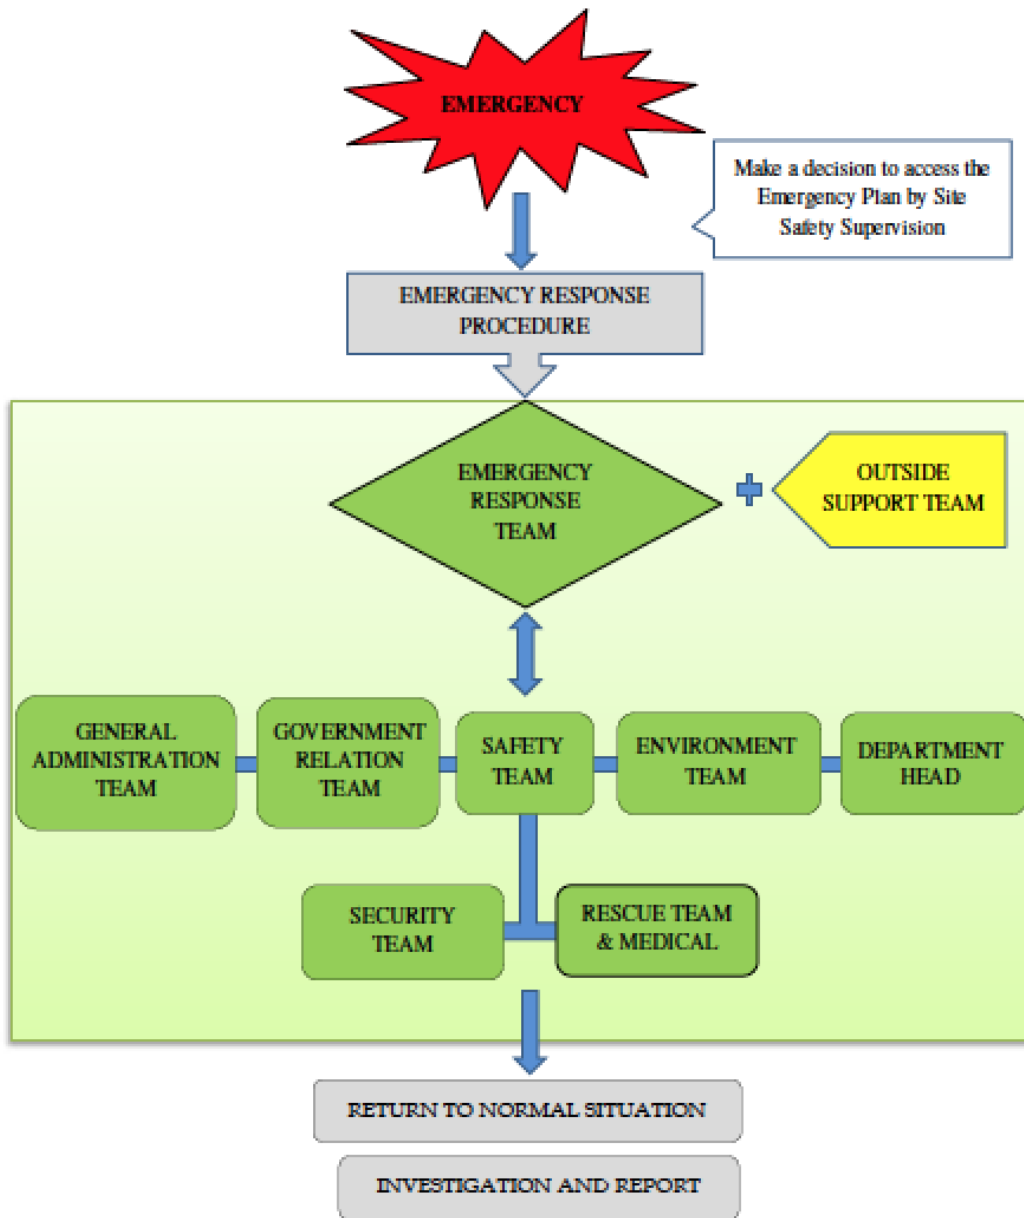 EMERGENCY
Make a decision to access the
Emergency Plan by Site
Safety Supervision
EMERGENCY RESPONSE
PROCEDURE
EMERGENCY
RESPONSE
TEAM
OUTSIDE
SUPPORT TEAM
GENERAL
ADMINISTRATION
TEAM
GOVERNMENT
RELATION
TEAM
SAFETY
TEAM
ENVIRONMENT
TEAM
DEPARTMENT
HEAD
SECURITY
TEAM
RESCUE TEAM
& MEDICAL
RETURN TO NORMAL SITUATION
INVESTIGATION AND REPORT